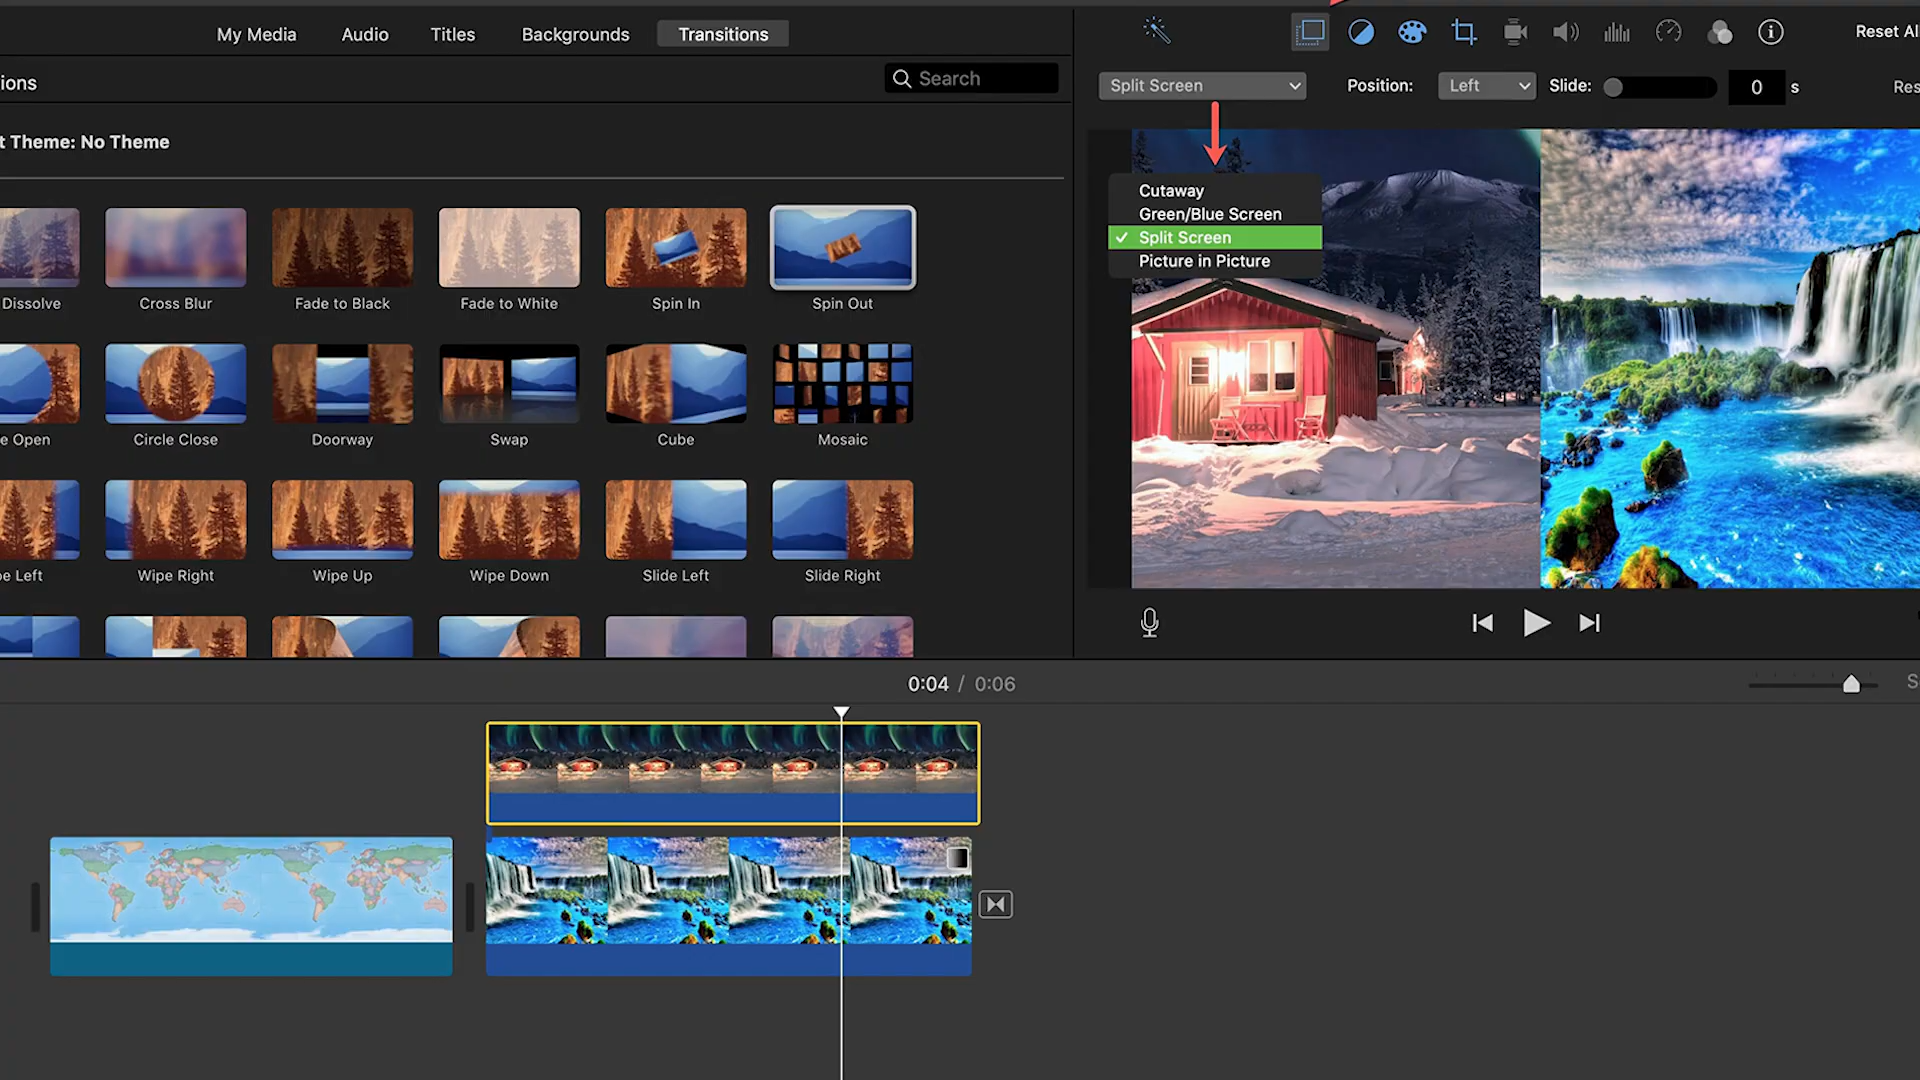 My Media Audio Titles Backgrounds Transitions
Reset All
ions
Search
Split Screen Position: Left Slide: 0 s Res
t Theme: No Theme
Cutaway
Green/Blue Screen
✓ Split Screen
Picture in Picture
Dissolve Cross Blur Fade to Black Fade to White Spin In Spin Out
e Open Circle Close Doorway Swap Cube Mosaic
e Left Wipe Right Wipe Up Wipe Down Slide Left Slide Right
0:04 / 0:06
S